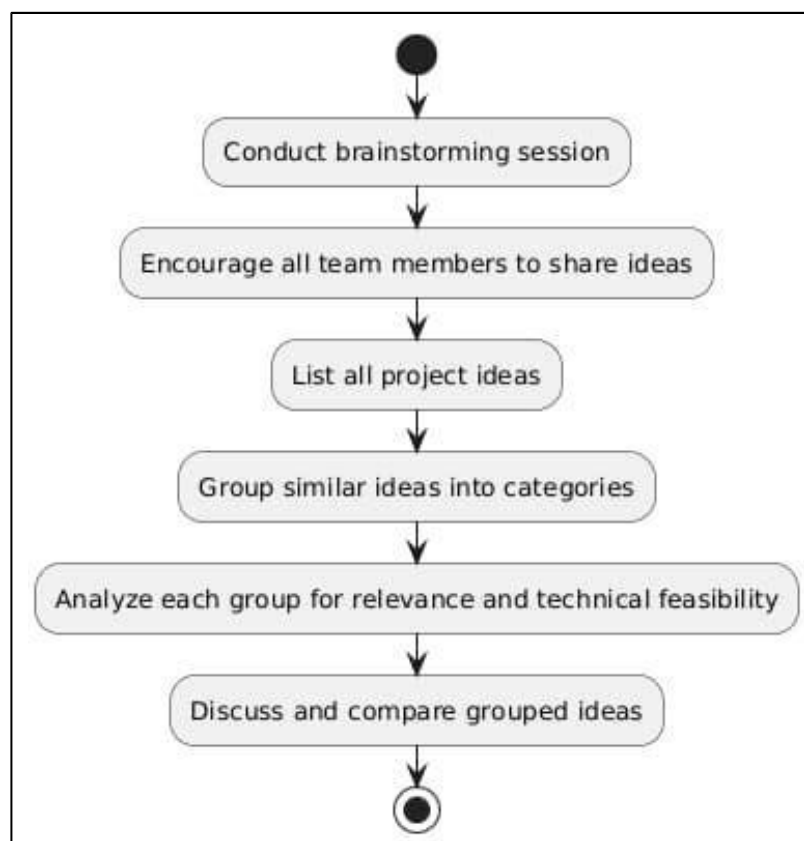 Conduct brainstorming session
Encourage all team members to share ideas
List all project ideas
Group similar ideas into categories
Analyze each group for relevance and technical feasibility
Discuss and compare grouped ideas